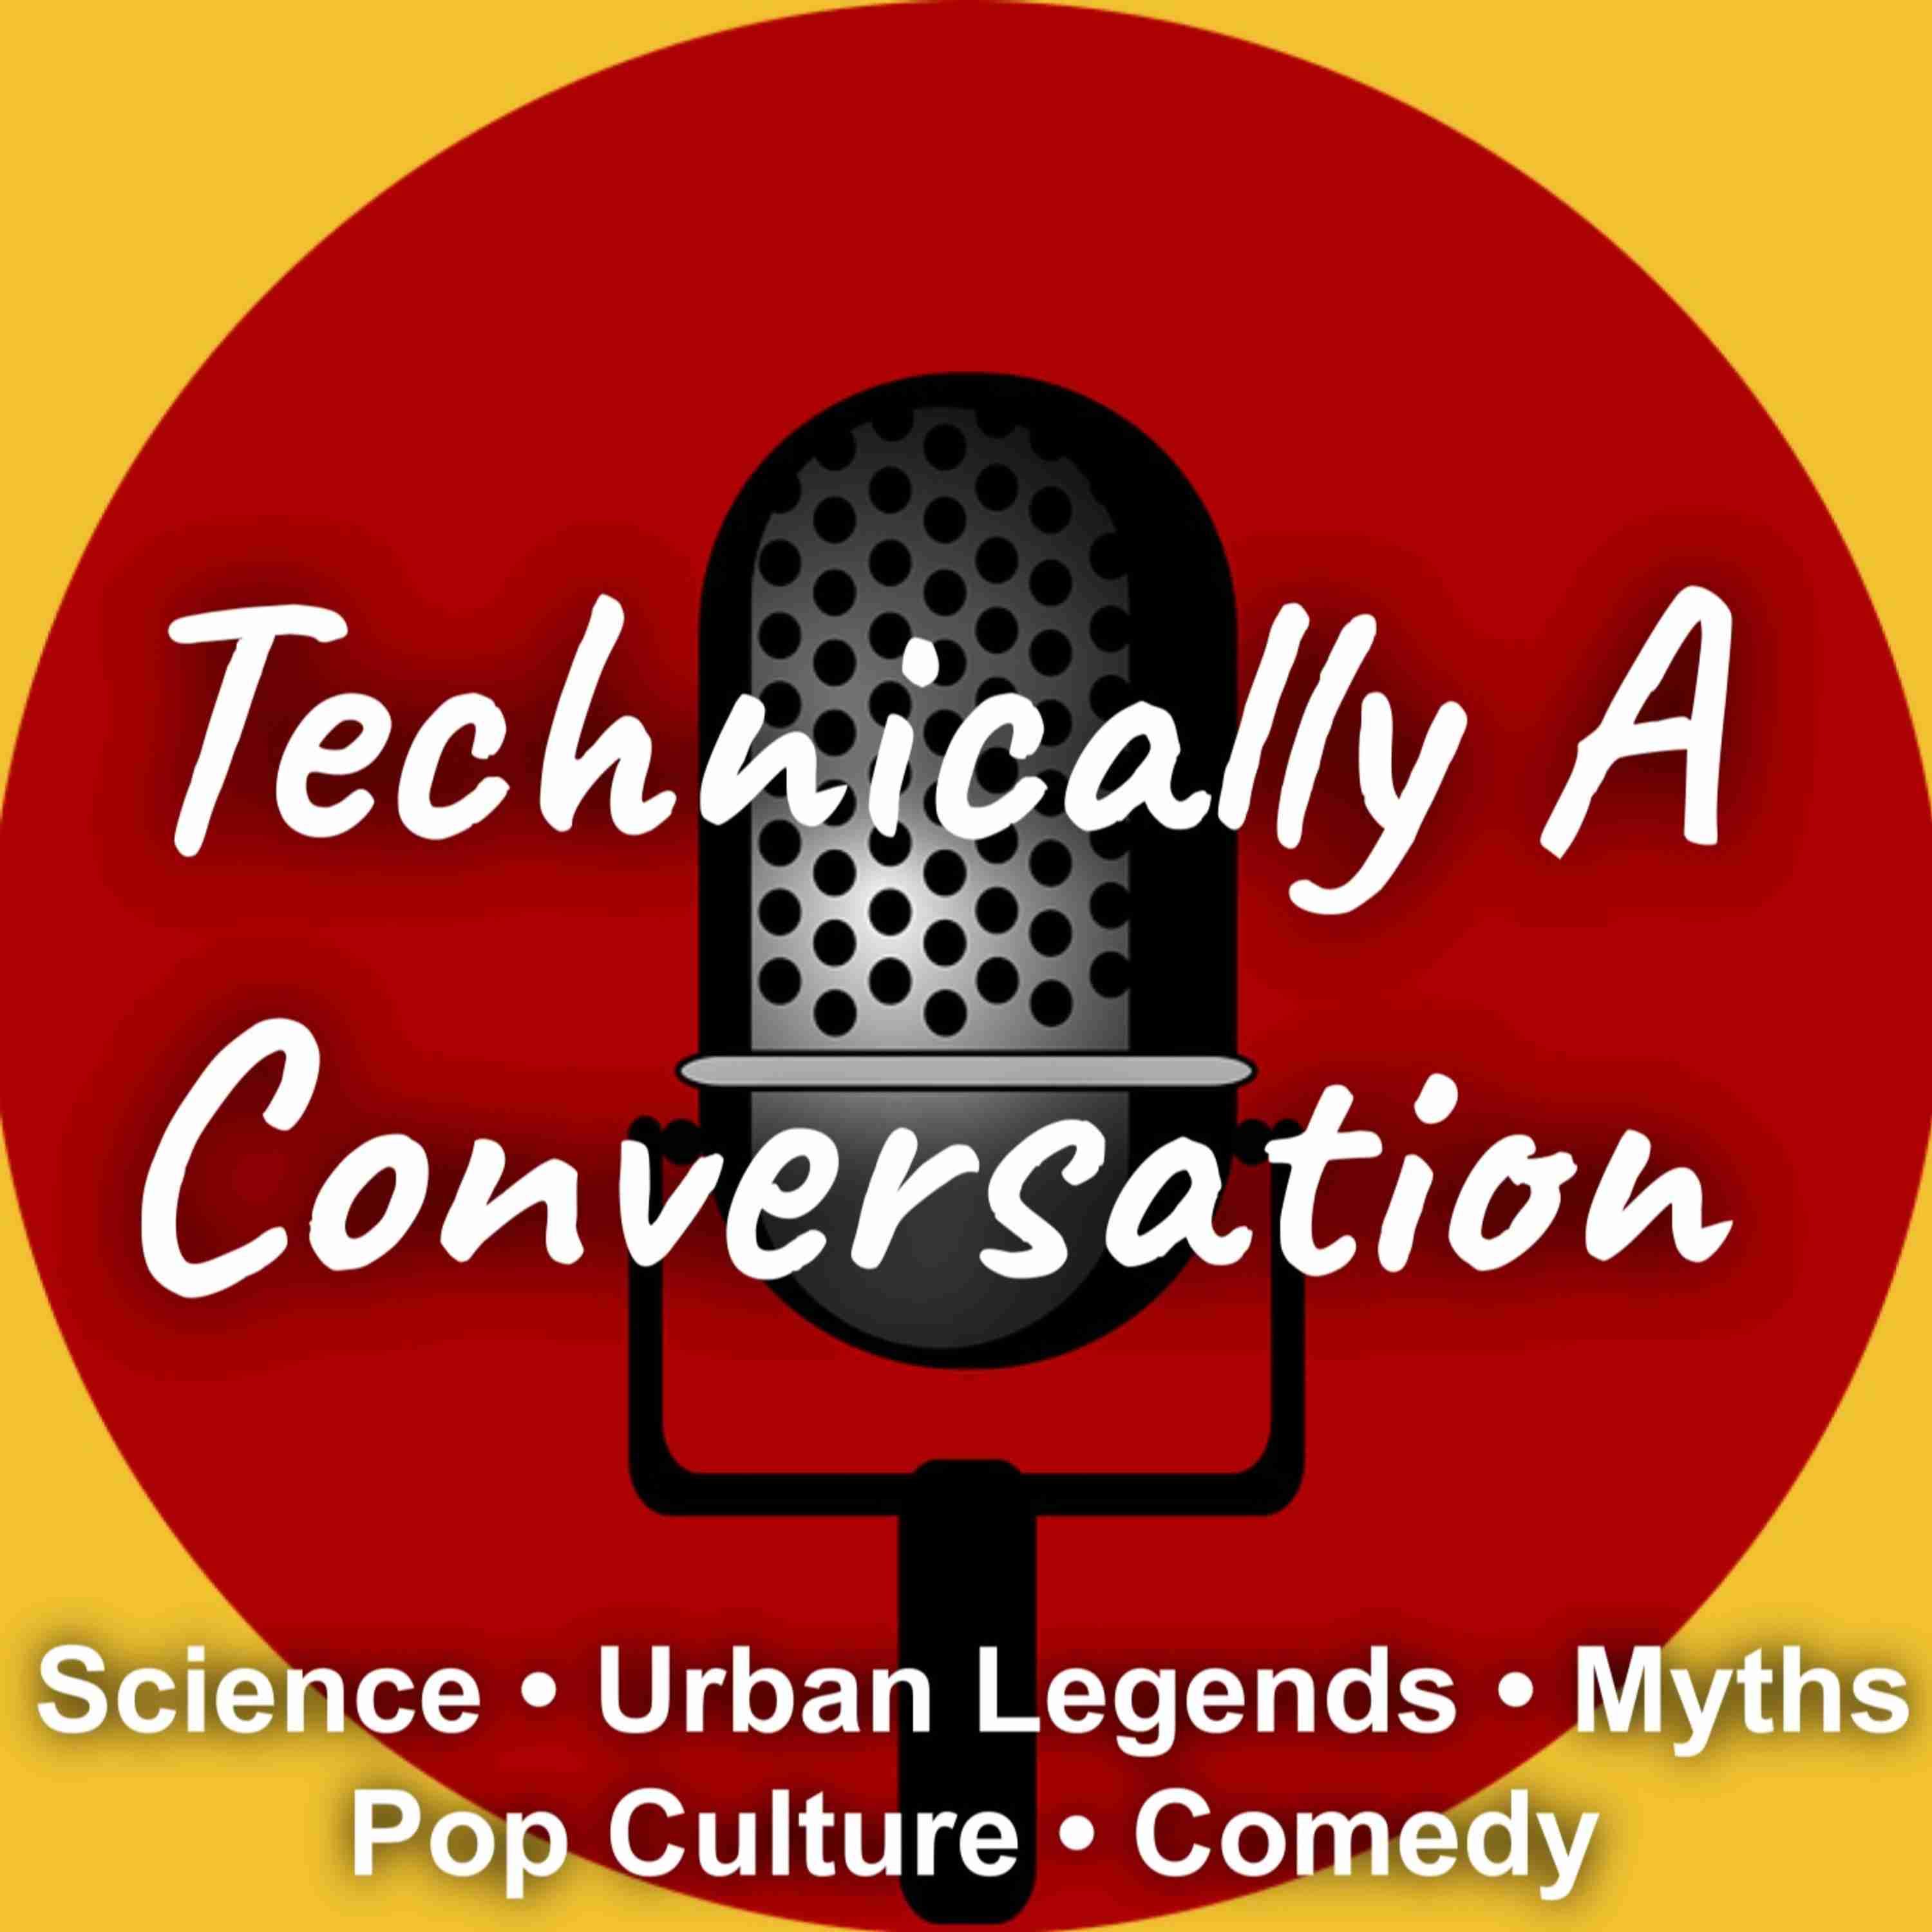 Technically A
Conversation
Science • Urban Legends • Myths
Pop Culture • Comedy